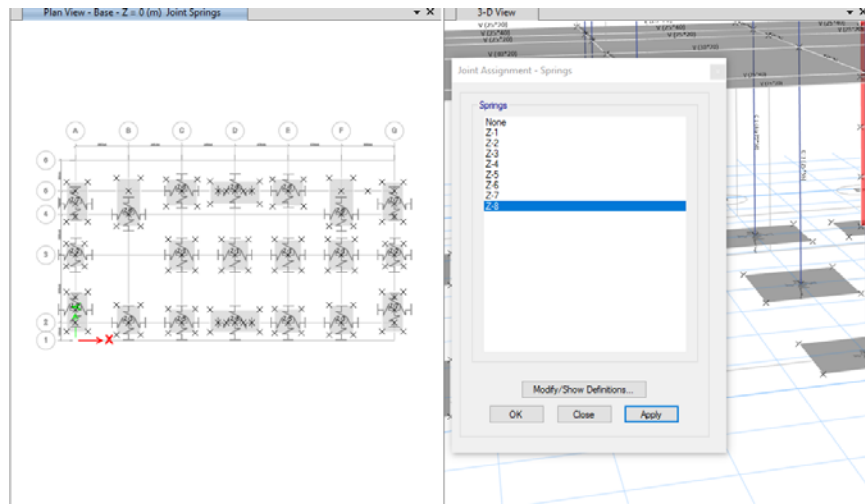 Plan View - Base - Z = 0 (m) Joint Springs
3-D View
Joint Assignment - Springs
Springs
None
Z-1
Z-2
Z-3
Z-4
Z-5
Z-6
Z-7
Z-8
Modify/Show Definitions...
OK
Close
Apply
A
B
C
D
E
F
G
6
5
4
3
2
1
X